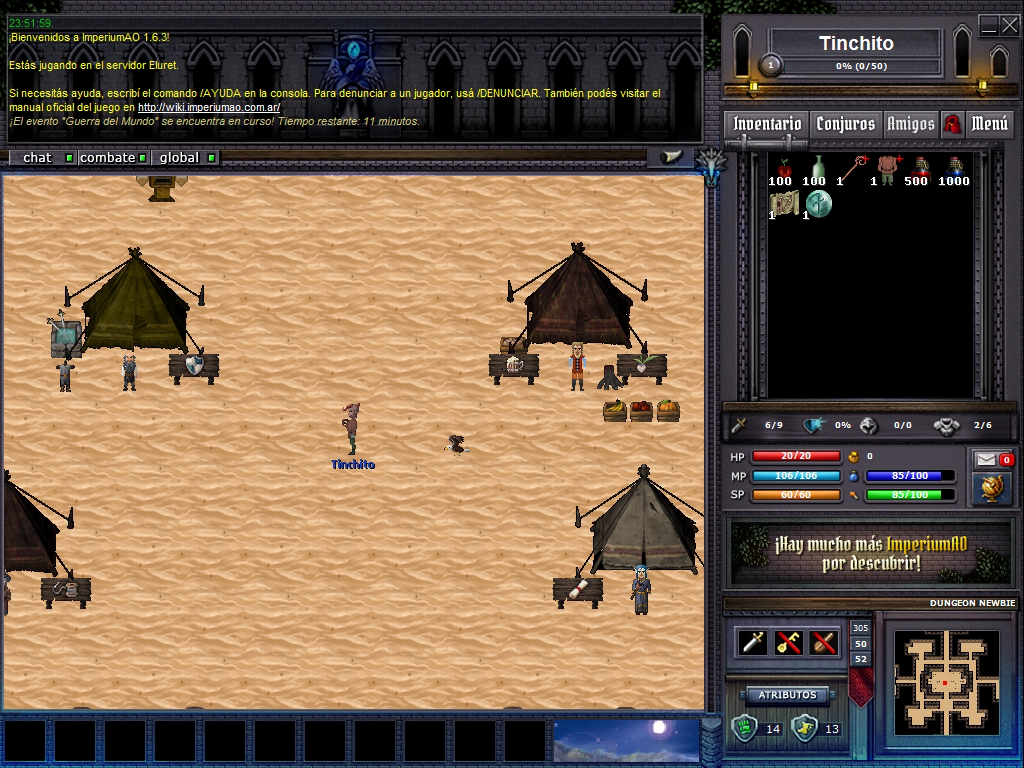 23:51:59.
¡Bienvenidos a ImperiumAO 1.6.3!
Estás jugando en el servidor Eluret.
Si necesitás ayuda, escribí el comando /AYUDA en la consola. Para denunciar a un jugador, usá /DENUNCIAR. También podés visitar el
manual oficial del juego en http://wiki.imperiumao.com.ar/
¡El evento "Guerra del Mundo" se encuentra en curso! Tiempo restante: 11 minutos.
chat combate global
Tinchito
1 0% (0/50)
Inventario Conjuros Amigos Menú
100 100 1 1 500 1000
1 1
Tinchito
6/9 0% 0/0 2/6
HP 20/20 0 0
MP 106/106 85/100
SP 60/60 85/100
¡Hay mucho más ImperiumAO
por descubrir!
DUNGEON NEWBIE
305
50
52
ATRIBUTOS
14 13